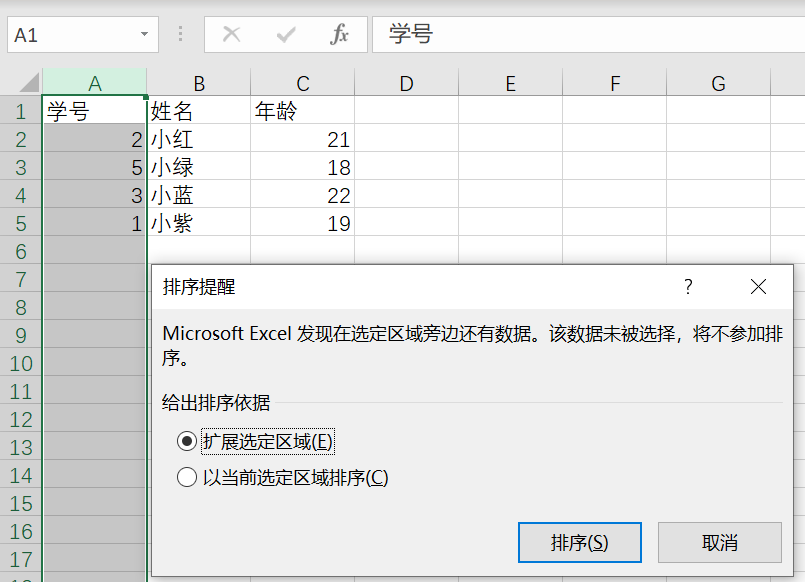 A1 fx 学号
A B C D E F G
1 学号 姓名 年龄
2 2 小红 21
3 5 小绿 18
4 3 小蓝 22
5 1 小紫 19
6
7
8
9
10
11
12
13
14
15
16
17
排序提醒 ?
Microsoft Excel 发现在选定区域旁边还有数据。该数据未被选择，将不参加排
序。
给出排序依据
扩展选定区域(E)
以当前选定区域排序(C)
排序(S) 取消